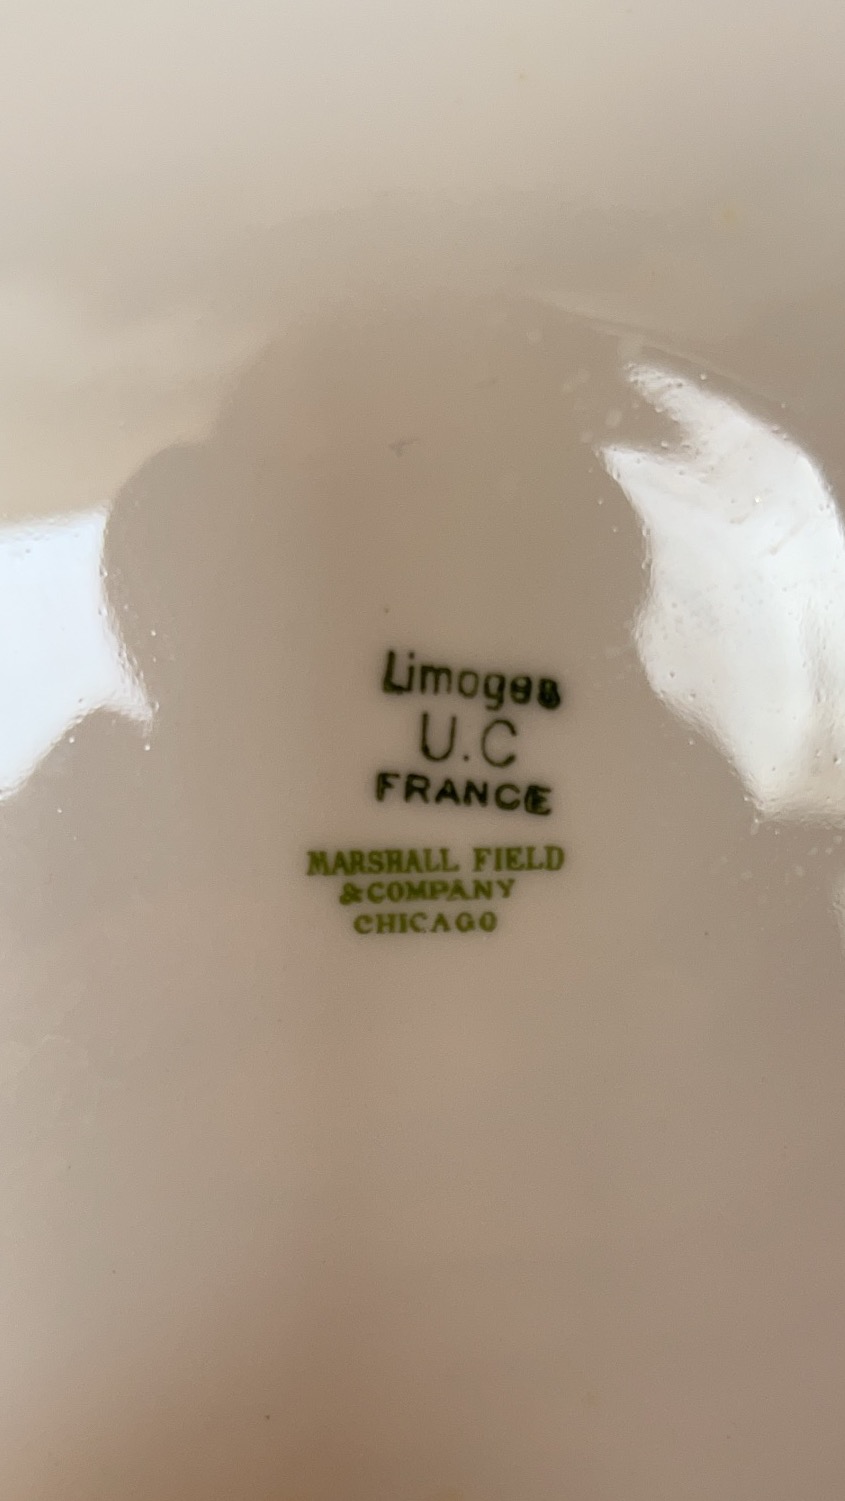 Limoges
U.C
FRANCE
MARSHALL FIELD
& COMPANY
CHICAGO